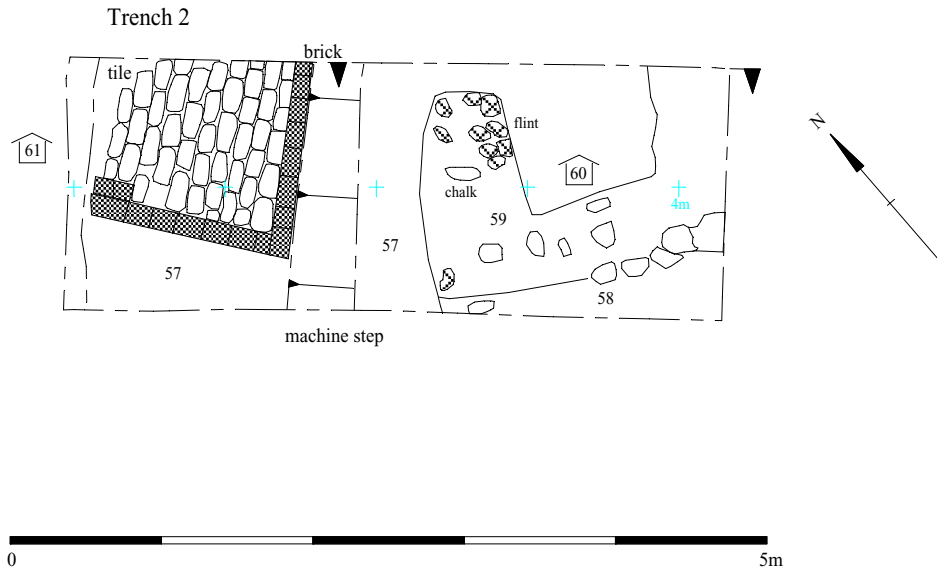 Trench 2
brick
tile
flint
N
61
60
chalk
4m
59
57
57
58
machine step
0
5m